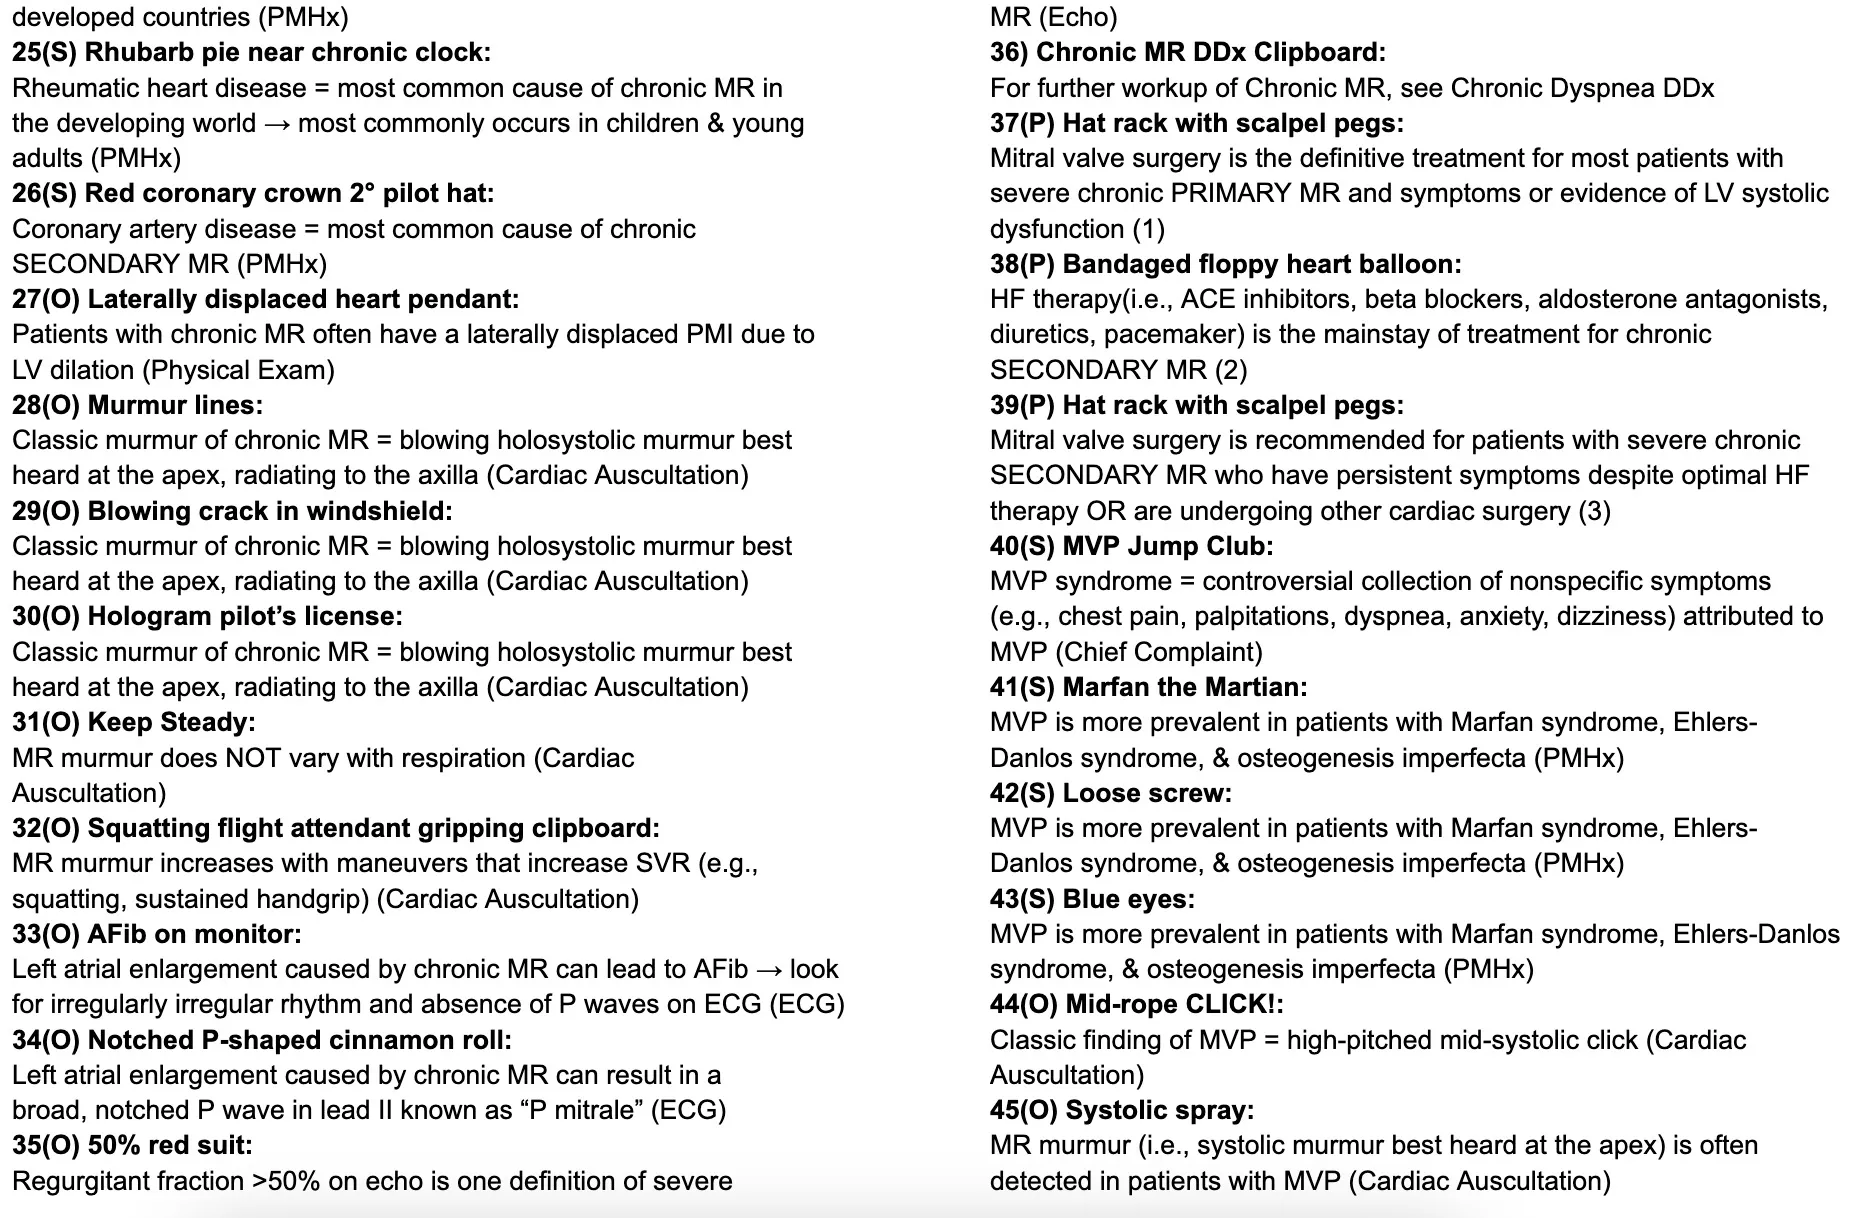 developed countries (PMHx)
25(S) Rhubarb pie near chronic clock:
Rheumatic heart disease = most common cause of chronic MR in
the developing world → most commonly occurs in children & young
adults (PMHx)
26(S) Red coronary crown 2° pilot hat:
Coronary artery disease = most common cause of chronic
SECONDARY MR (PMHx)
27(O) Laterally displaced heart pendant:
Patients with chronic MR often have a laterally displaced PMI due to
LV dilation (Physical Exam)
28(O) Murmur lines:
Classic murmur of chronic MR = blowing holosystolic murmur best
heard at the apex, radiating to the axilla (Cardiac Auscultation)
29(O) Blowing crack in windshield:
Classic murmur of chronic MR = blowing holosystolic murmur best
heard at the apex, radiating to the axilla (Cardiac Auscultation)
30(O) Hologram pilot’s license:
Classic murmur of chronic MR = blowing holosystolic murmur best
heard at the apex, radiating to the axilla (Cardiac Auscultation)
31(O) Keep Steady:
MR murmur does NOT vary with respiration (Cardiac
Auscultation)
32(O) Squatting flight attendant gripping clipboard:
MR murmur increases with maneuvers that increase SVR (e.g.,
squatting, sustained handgrip) (Cardiac Auscultation)
33(O) AFib on monitor:
Left atrial enlargement caused by chronic MR can lead to AFib → look
for irregularly irregular rhythm and absence of P waves on ECG (ECG)
34(O) Notched P-shaped cinnamon roll:
Left atrial enlargement caused by chronic MR can result in a
broad, notched P wave in lead II known as “P mitrale” (ECG)
35(O) 50% red suit:
Regurgitant fraction >50% on echo is one definition of severe
MR (Echo)
36) Chronic MR DDx Clipboard:
For further workup of Chronic MR, see Chronic Dyspnea DDx
37(P) Hat rack with scalpel pegs:
Mitral valve surgery is the definitive treatment for most patients with
severe chronic PRIMARY MR and symptoms or evidence of LV systolic
dysfunction (1)
38(P) Bandaged floppy heart balloon:
HF therapy(i.e., ACE inhibitors, beta blockers, aldosterone antagonists,
diuretics, pacemaker) is the mainstay of treatment for chronic
SECONDARY MR (2)
39(P) Hat rack with scalpel pegs:
Mitral valve surgery is recommended for patients with severe chronic
SECONDARY MR who have persistent symptoms despite optimal HF
therapy OR are undergoing other cardiac surgery (3)
40(S) MVP Jump Club:
MVP syndrome = controversial collection of nonspecific symptoms
(e.g., chest pain, palpitations, dyspnea, anxiety, dizziness) attributed to
MVP (Chief Complaint)
41(S) Marfan the Martian:
MVP is more prevalent in patients with Marfan syndrome, Ehlers-
Danlos syndrome, & osteogenesis imperfecta (PMHx)
42(S) Loose screw:
MVP is more prevalent in patients with Marfan syndrome, Ehlers-
Danlos syndrome, & osteogenesis imperfecta (PMHx)
43(S) Blue eyes:
MVP is more prevalent in patients with Marfan syndrome, Ehlers-Danlos
syndrome, & osteogenesis imperfecta (PMHx)
44(O) Mid-rope CLICK!:
Classic finding of MVP = high-pitched mid-systolic click (Cardiac
Auscultation)
45(O) Systolic spray:
MR murmur (i.e., systolic murmur best heard at the apex) is often
detected in patients with MVP (Cardiac Auscultation)